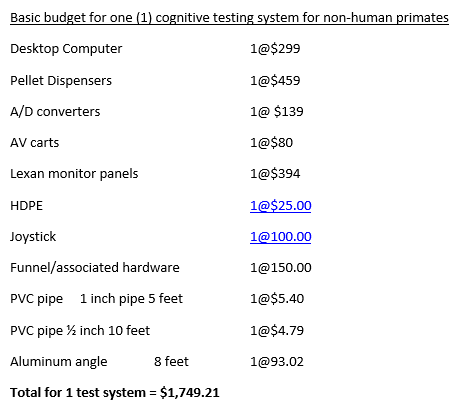 Basic budget for one (1) cognitive testing system for non-human primates
Desktop Computer 1@$299
Pellet Dispensers 1@$459
A/D converters 1@ $139
AV carts 1@$80
Lexan monitor panels 1@$394
HDPE 1@$25.00
Joystick 1@100.00
Funnel/associated hardware 1@150.00
PVC pipe 1 inch pipe 5 feet 1@$5.40
PVC pipe ½ inch 10 feet 1@$4.79
Aluminum angle 8 feet 1@93.02
Total for 1 test system = $1,749.21